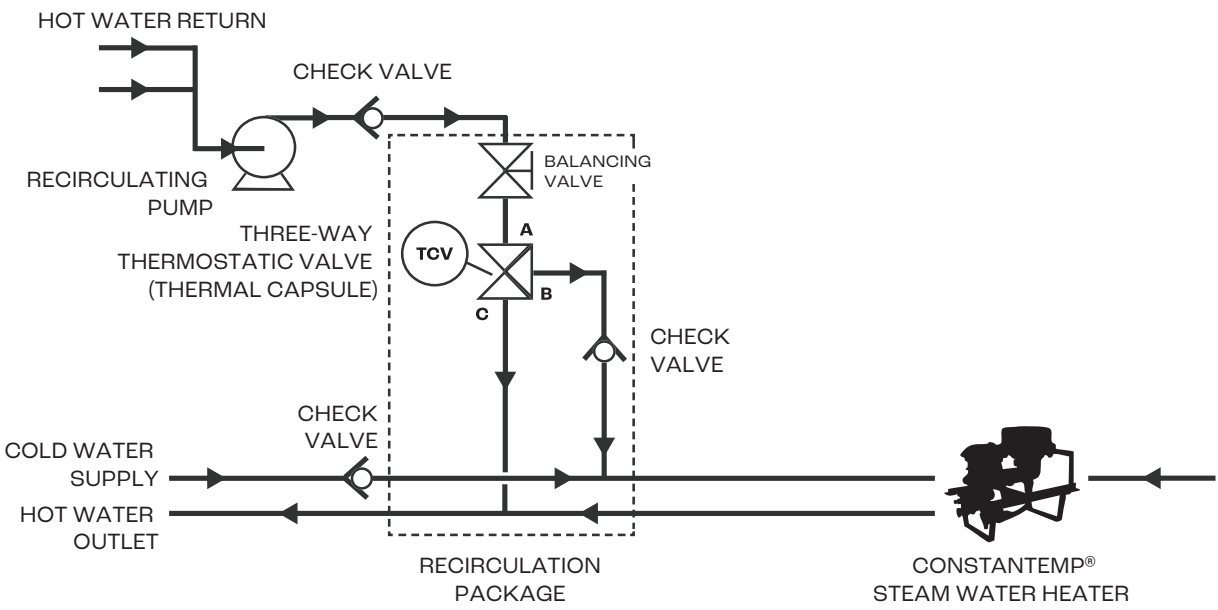 HOT WATER RETURN
CHECK VALVE
BALANCING
VALVE
RECIRCULATING
PUMP
A
THREE-WAY
THERMOSTATIC VALVE
(THERMAL CAPSULE)
TCV
B
C
CHECK
VALVE
CHECK
VALVE
COLD WATER
SUPPLY
HOT WATER
OUTLET
RECIRCULATION
PACKAGE
CONSTANTEMP®
STEAM WATER HEATER